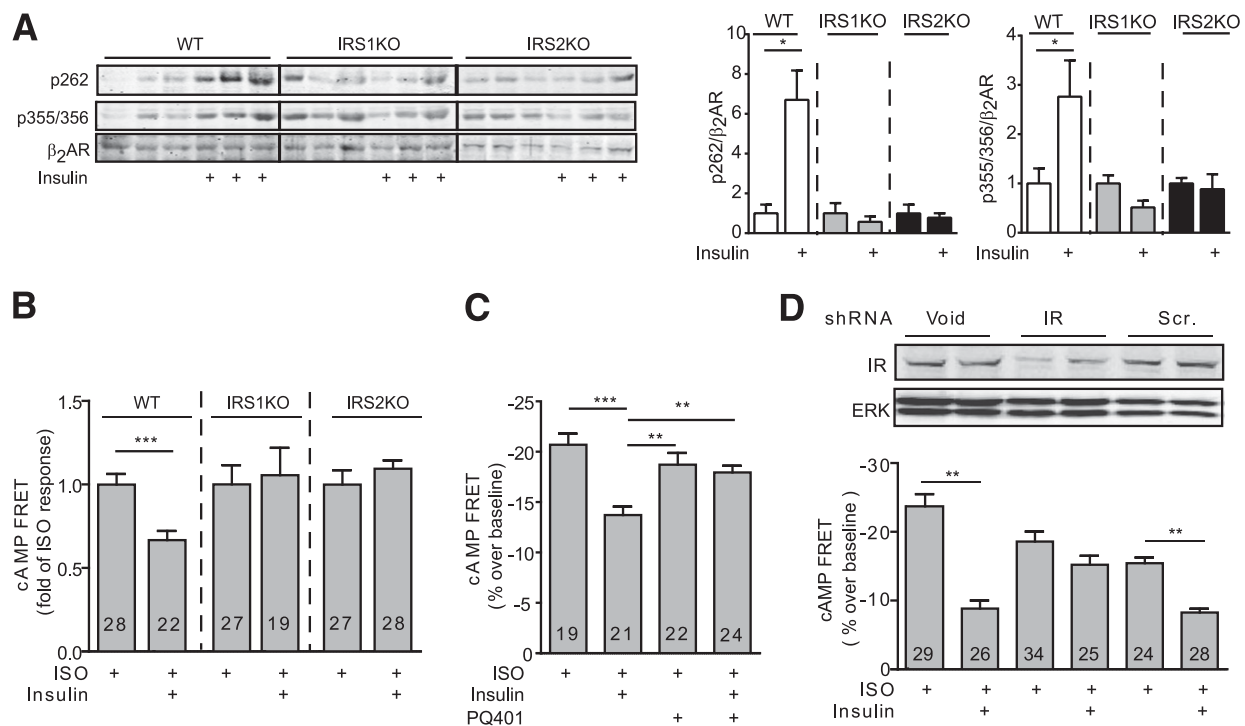 A
WT IRS1KO IRS2KO
p262
p355/356
β2AR
Insulin + + + + + + + + +
WT IRS1KO IRS2KO
*
p262/β2AR
10
8
6
4
2
0
Insulin + + +
WT IRS1KO IRS2KO
*
p355/356/β2AR
4
3
2
1
0
Insulin + + +
B
WT IRS1KO IRS2KO
***
cAMP FRET
(fold of ISO response)
1.5
1.0
0.5
0.0
28 22 27 19 27 28
ISO + + + + + +
Insulin + + +
C
*** **
**
cAMP FRET
(% over baseline)
-25
-20
-15
-10
-5
0
19 21 22 24
ISO + + + +
Insulin + +
PQ401 + +
D
shRNA Void IR Scr.
IR
ERK
** **
cAMP FRET
( % over baseline )
-30
-20
-10
0
29 26 34 25 24 28
ISO + + + + + +
Insulin + + +